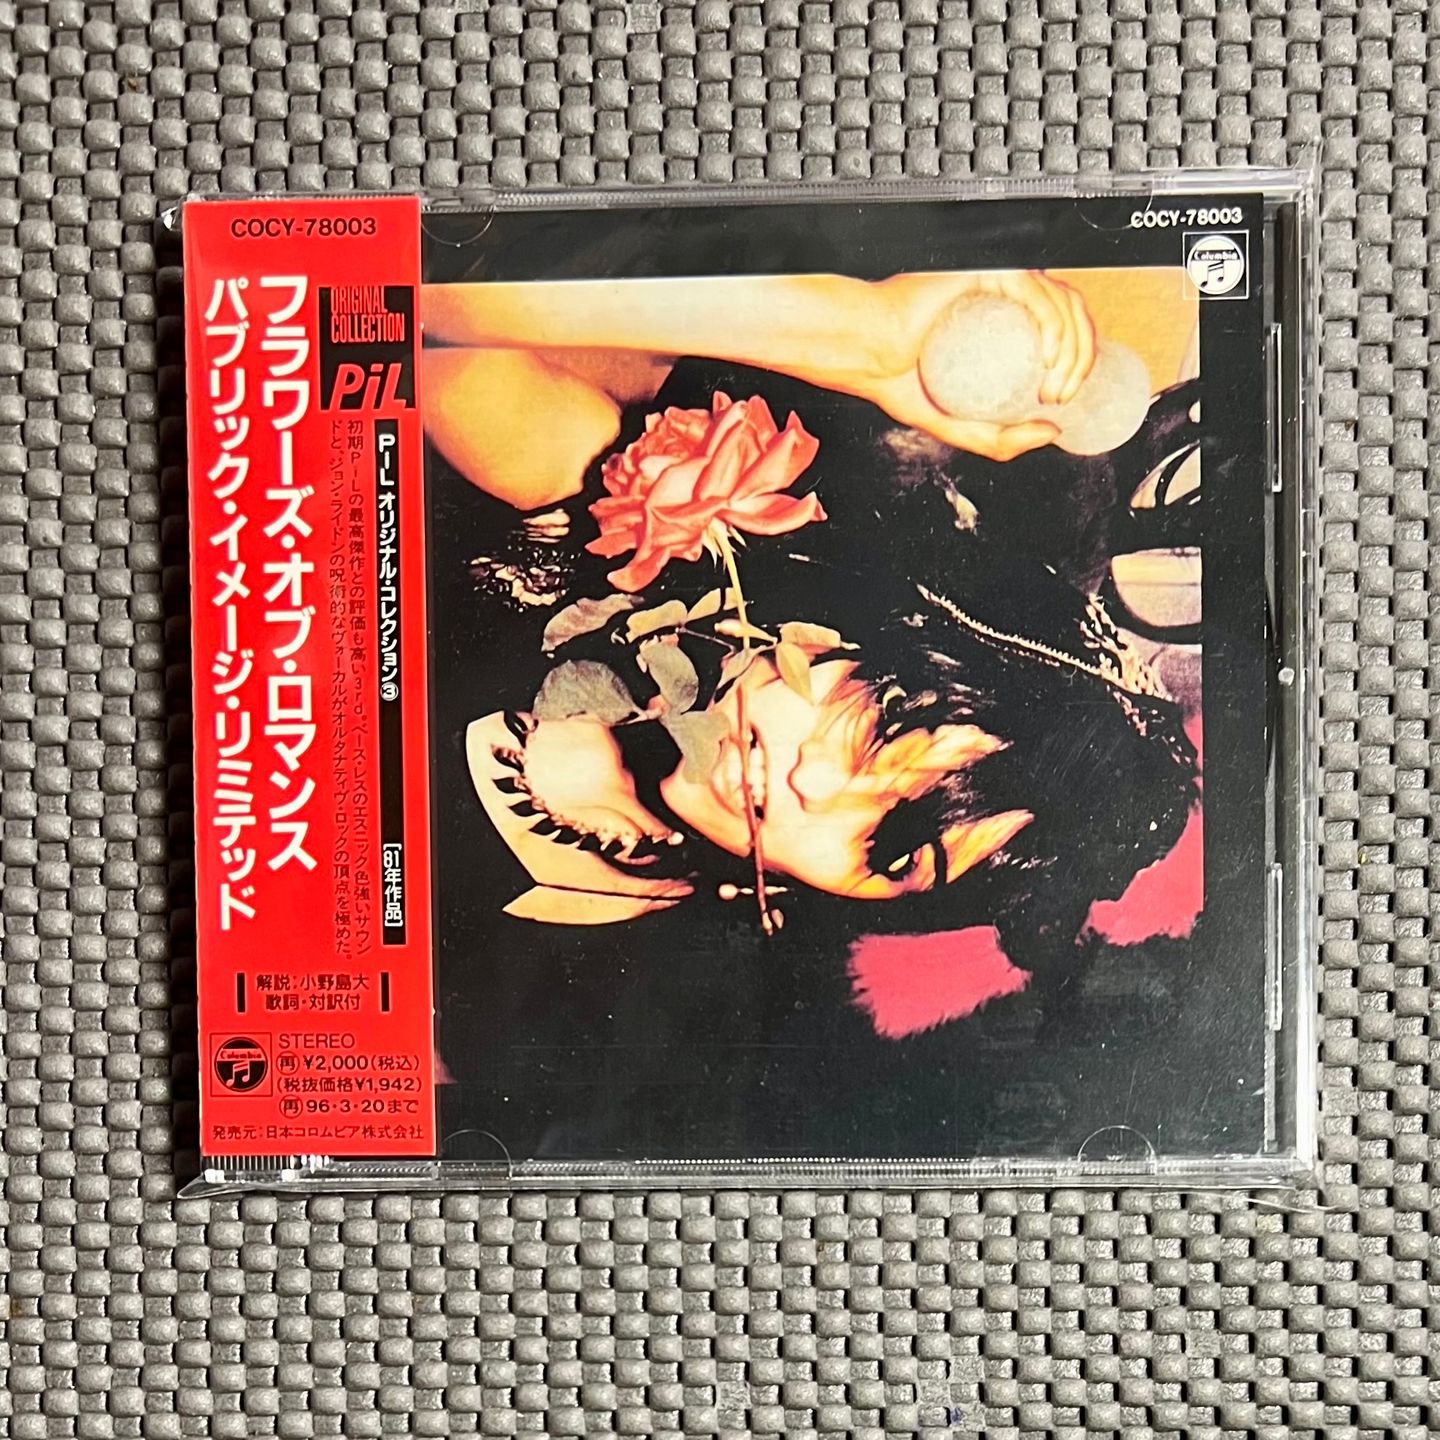 COCY-78003
フラワーズ・オブ・ロマンス
パブリック・イメージ・リミテッド
ORIGINAL
COLLECTION
PiL
PiL オリジナル・コレクション③
[81年作品]
初期PiLの最高傑作との評価も高い3rd。ベース・レスのエスニック色強いサウン
ドと、ジョン・ライドンの呪術的なヴォーカルがオルタナティヴ・ロックの頂点を極めた。
解説:小野島大
歌詞・対訳付
Columbia
STEREO
再¥2,000(税込)
(税抜価格¥1,942)
再96・3・20まで
発売元:日本コロムビア株式会社
COCY-78003
Columbia